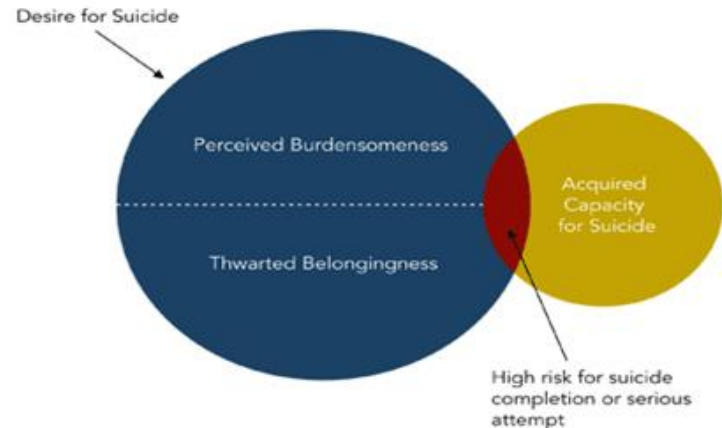 Desire for Suicide
Perceived Burdensomeness
Thwarted Belongingness
Acquired
Capacity
for Suicide
High risk for suicide
completion or serious
attempt